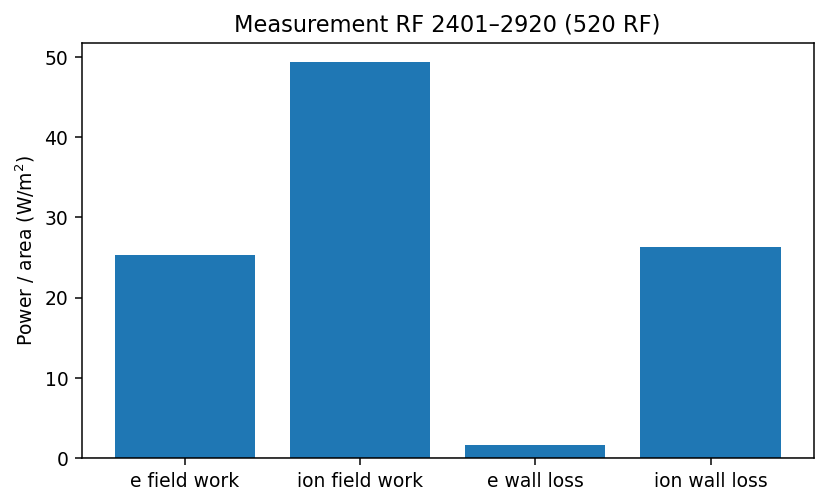 Measurement RF 2401–2920 (520 RF)
Power / area (W/m²)
50
40
30
20
10
0
e field work
ion field work
e wall loss
ion wall loss